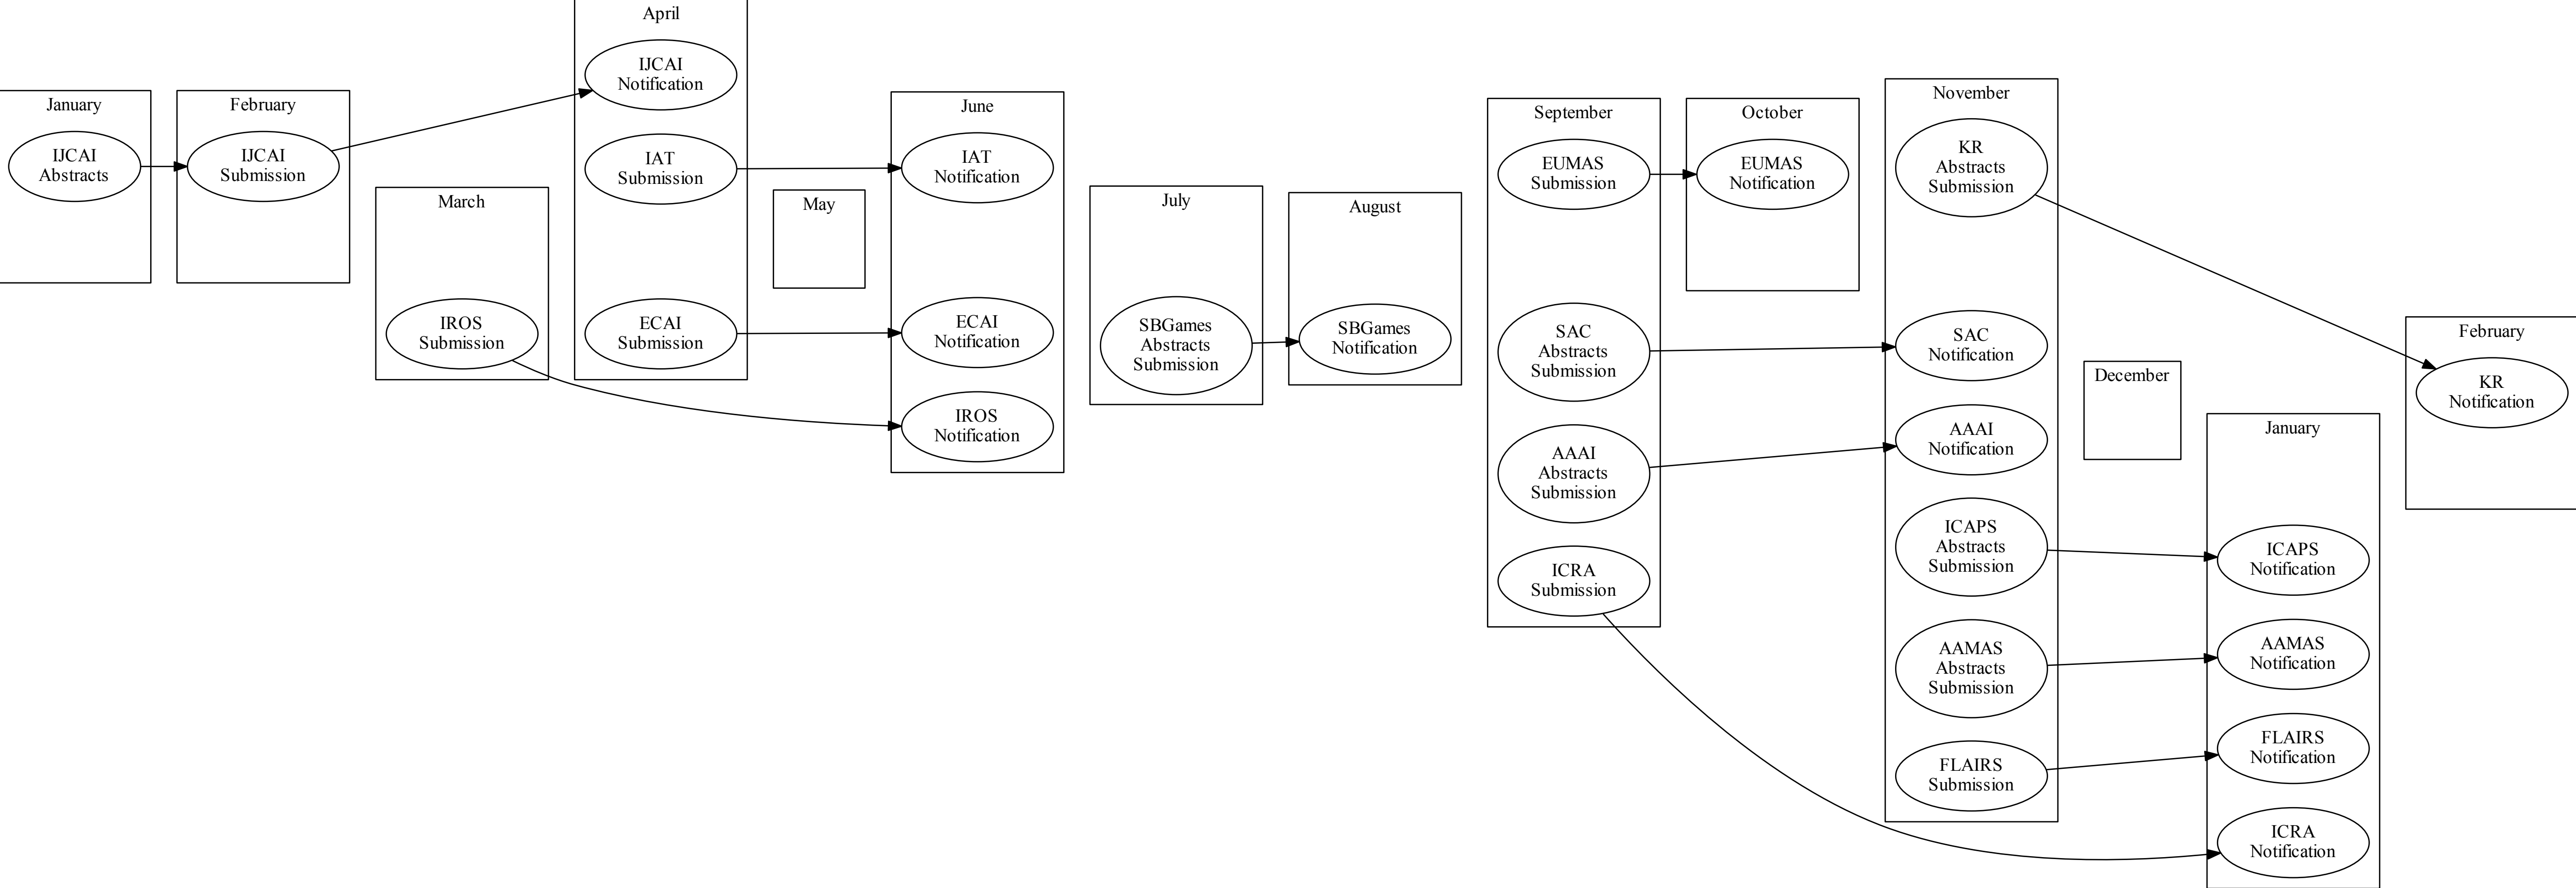 January
IJCAI
Abstracts
February
IJCAI
Submission
March
IROS
Submission
April
IJCAI
Notification
IAT
Submission
ECAI
Submission
May
June
IAT
Notification
ECAI
Notification
IROS
Notification
July
SBGames
Abstracts
Submission
August
SBGames
Notification
September
EUMAS
Submission
SAC
Abstracts
Submission
AAAI
Abstracts
Submission
ICRA
Submission
October
EUMAS
Notification
November
KR
Abstracts
Submission
SAC
Notification
AAAI
Notification
ICAPS
Abstracts
Submission
AAMAS
Abstracts
Submission
FLAIRS
Submission
December
January
ICAPS
Notification
AAMAS
Notification
FLAIRS
Notification
ICRA
Notification
February
KR
Notification